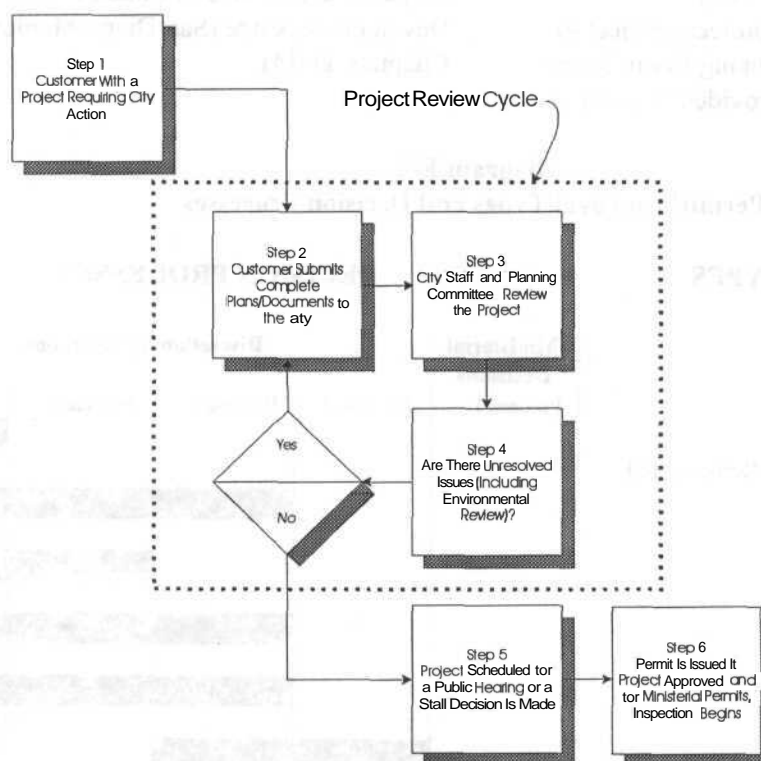 Step 1
Customer With a
Project Requiring City
Action
Project Review Cycle
Step 2
Customer Submits
Complete
Plans/Documents to
the aty
Step 3
City Staff and Planning
Committee Review
the Project
Yes
No
Step 4
Are There Unresolved
Issues (Including
Environmental
Review)?
Step 5
Project Scheduled tor
a Public Hearing or a
Stall Decision Is Made
Step 6
Permit Is Issued It
Project Approved and
tor Ministerial Permits,
Inspection Begins